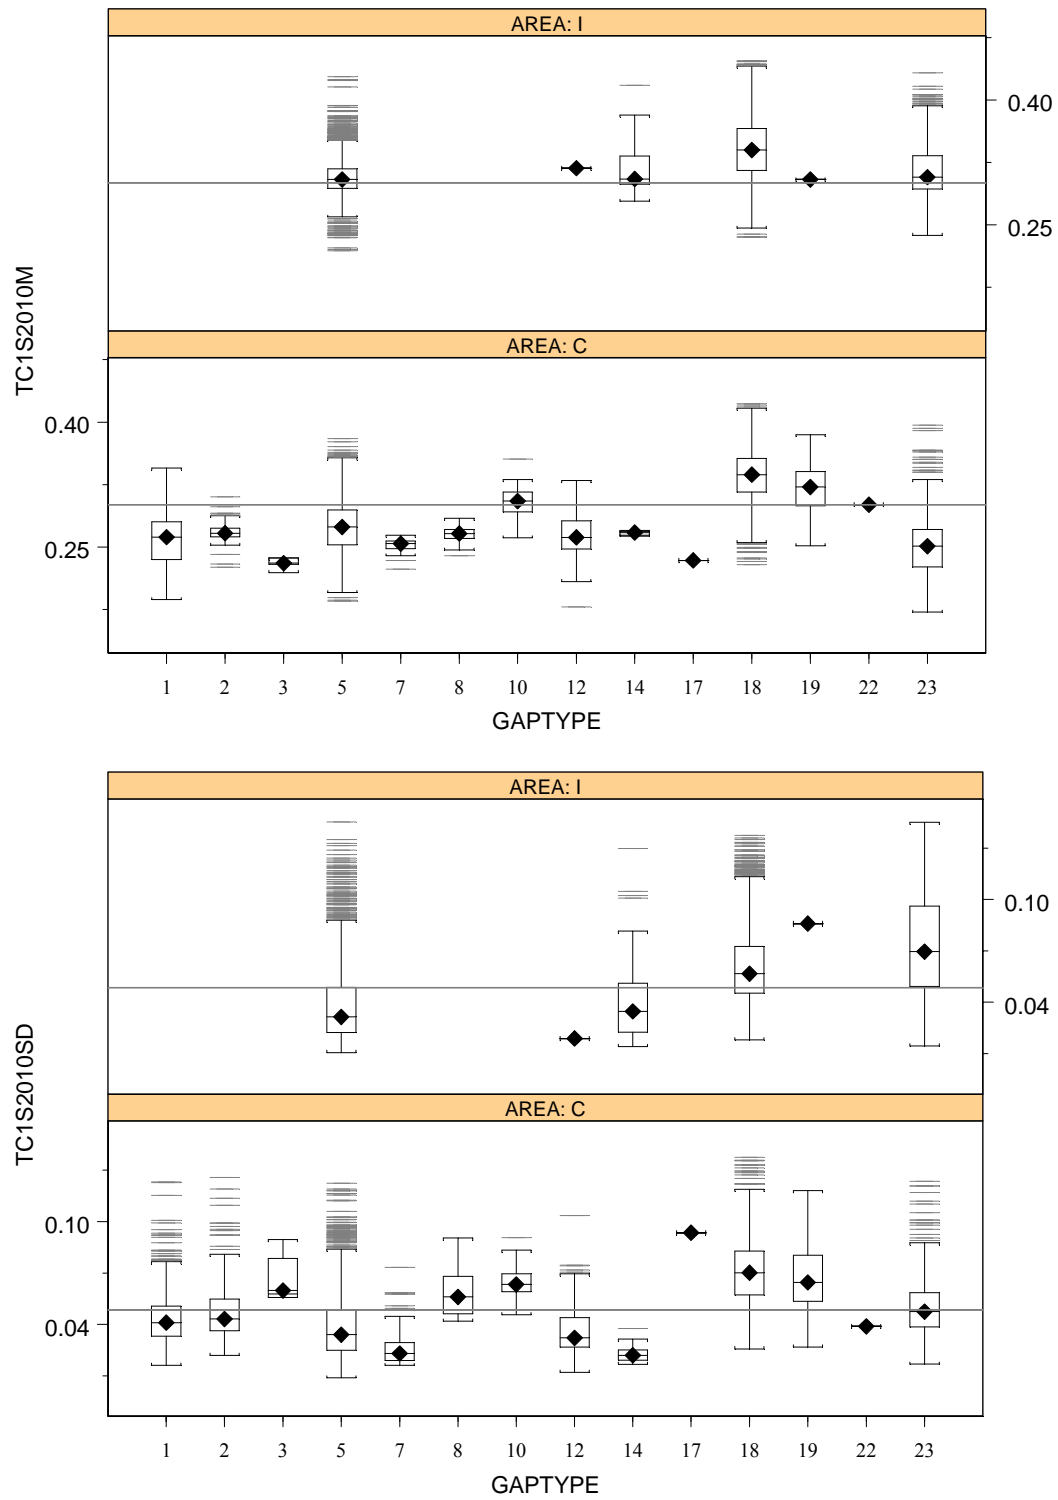 AREA: I
0.40
0.25
TC1S2010M
AREA: C
0.40
0.25
1 2 3 5 7 8 10 12 14 17 18 19 22 23
GAPTYPE
AREA: I
0.10
0.04
TC1S2010SD
AREA: C
0.10
0.04
1 2 3 5 7 8 10 12 14 17 18 19 22 23
GAPTYPE